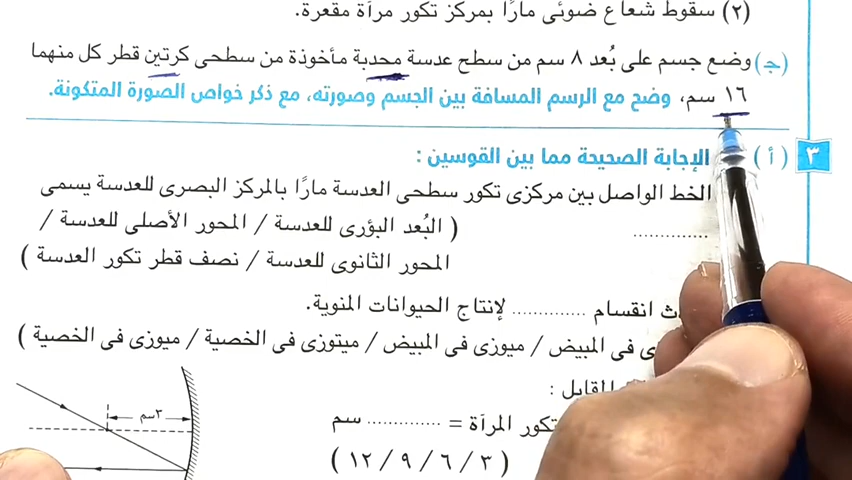 (٢) سقوط شعاع ضوئى مارًا بمركز تكور مرآة مقعرة.
(جـ) وضع جسم على بُعد ٨ سم من سطح عدسة محدبة مأخوذة من سطحى كرتين قطر كل منهما
١٦ سم، وضح مع الرسم المسافة بين الجسم وصورته، مع ذكر خواص الصورة المتكونة.
٣ (أ) الإجابة الصحيحة مما بين القوسين :
الخط الواصل بين مركزى تكور سطحى العدسة مارًا بالمركز البصرى للعدسة يسمى
............. ( البُعد البؤرى للعدسة / المحور الأصلى للعدسة /
المحور الثانوى للعدسة / نصف قطر تكور العدسة )
انقسام ............. لإنتاج الحيوانات المنوية.
فى المبيض / ميوزى فى المبيض / ميتوزى فى الخصية / ميوزى فى الخصية )
المقابل :
تكور المرآة = ............. سم
( ٣ / ٦ / ٩ / ١٢ )
٣سم